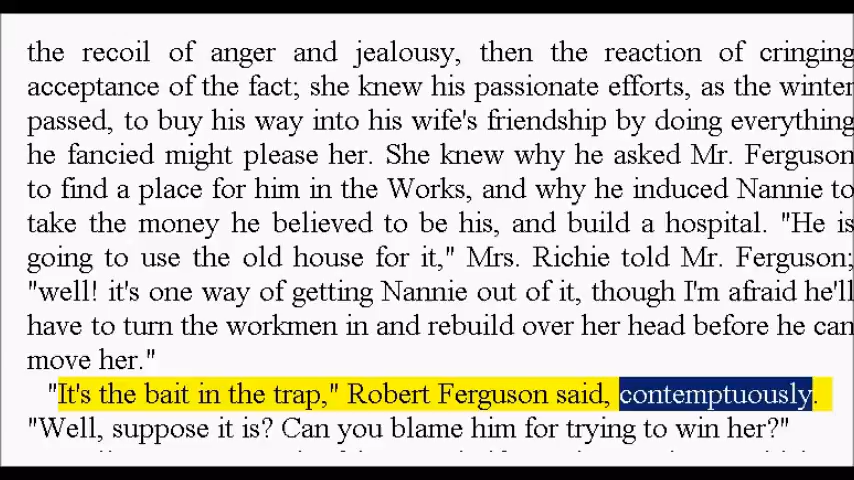 the recoil of anger and jealousy, then the reaction of cringing
acceptance of the fact; she knew his passionate efforts, as the winter
passed, to buy his way into his wife's friendship by doing everything
he fancied might please her. She knew why he asked Mr. Ferguson
to find a place for him in the Works, and why he induced Nannie to
take the money he believed to be his, and build a hospital. "He is
going to use the old house for it," Mrs. Richie told Mr. Ferguson;
"well! it's one way of getting Nannie out of it, though I'm afraid he'll
have to turn the workmen in and rebuild over her head before he can
move her."
"It's the bait in the trap," Robert Ferguson said, contemptuously.
"Well, suppose it is? Can you blame him for trying to win her?"